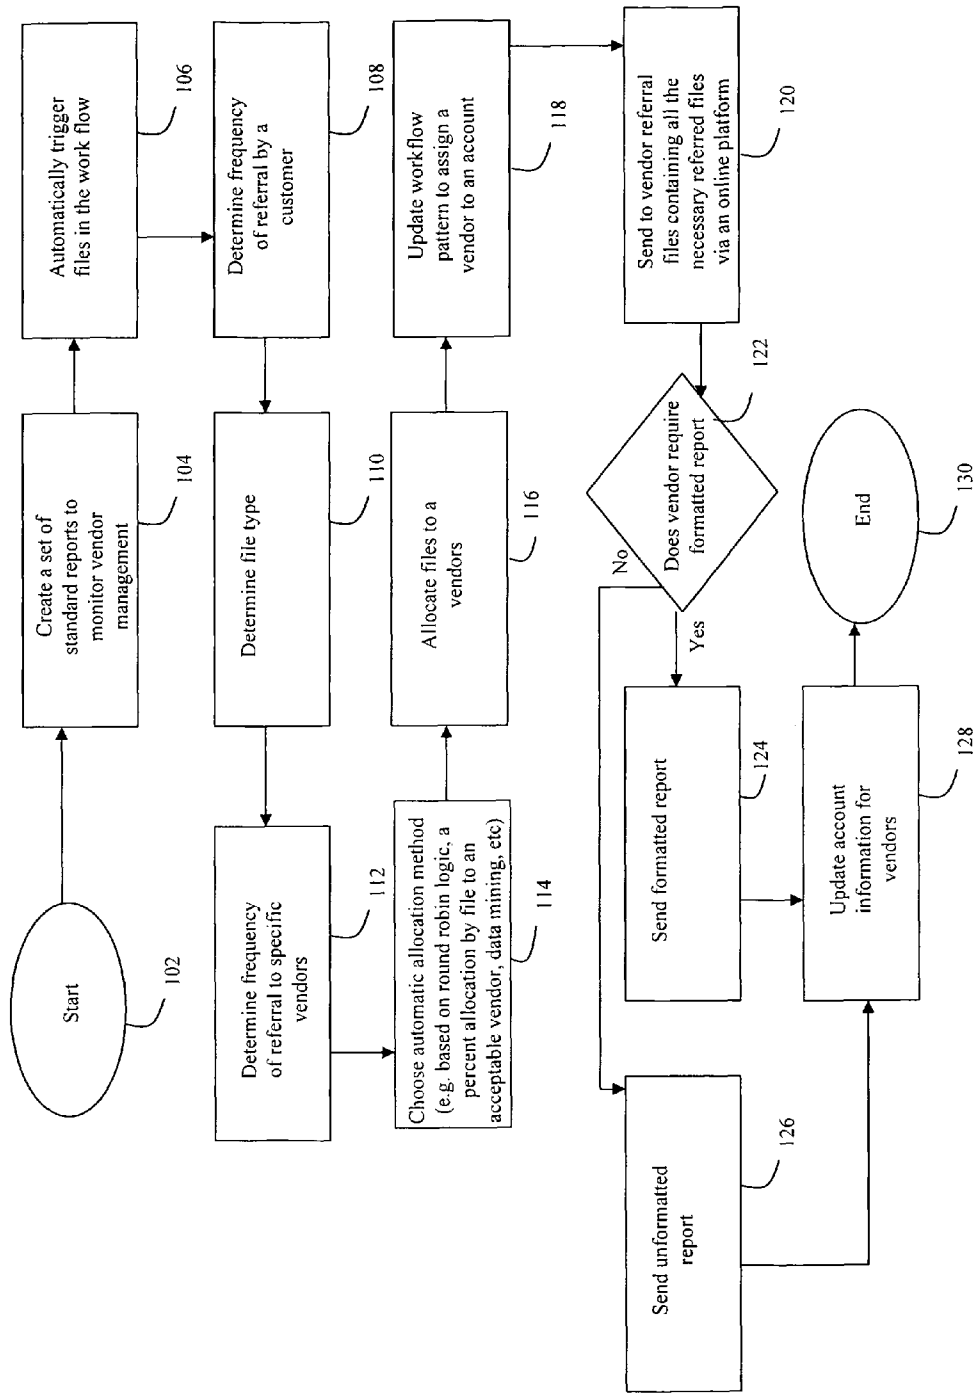 Start
102
Create a set of
standard reports to
monitor vendor
management
104
Automatically trigger
files in the work flow
106
Determine frequency
of referral by a
customer
108
Determine file type
110
Determine frequency
of referral to specific
vendors
112
Choose automatic allocation method
(e.g. based on round robin logic, a
percent allocation by file to an
acceptable vendor, data mining, etc)
114
Allocate files to a
vendors
116
Update workflow
pattern to assign a
vendor to an account
118
Send to vendor referral
files containing all the
necessary referred files
via an online platform
120
Does vendor require
formatted report
122
No
Yes
Send formatted report
124
Send unformatted
report
126
Update account
information for
vendors
128
End
130